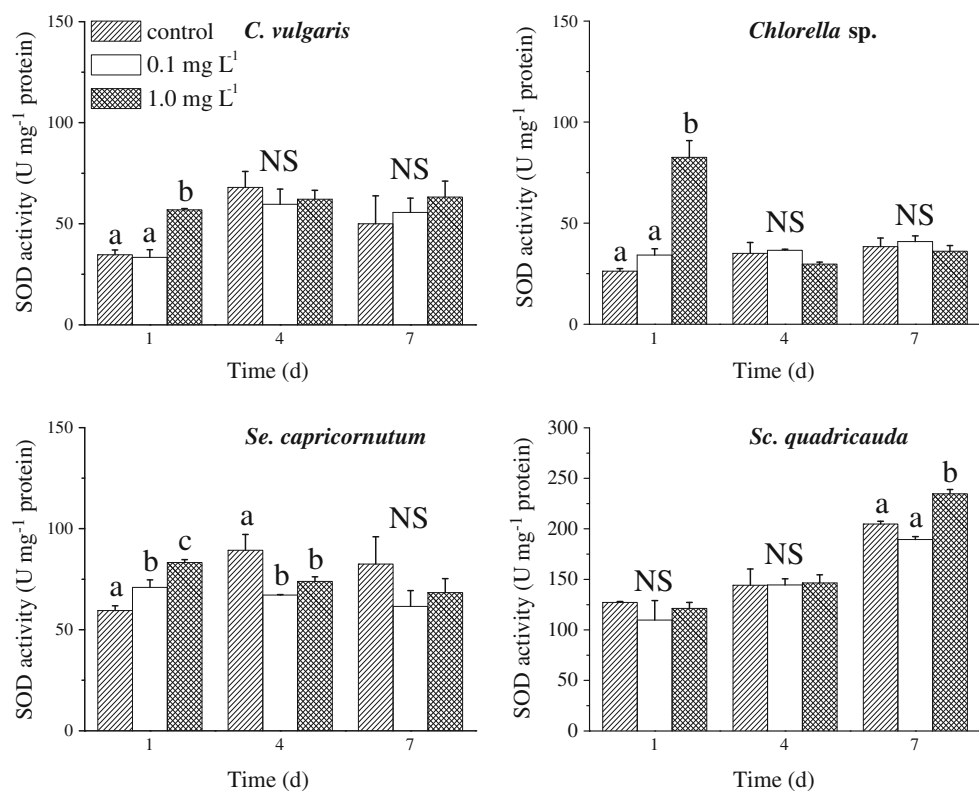 C. vulgaris
control
0.1 mg L-1
1.0 mg L-1
SOD activity (U mg-1 protein)
150
100
50
0
a
a
b
NS
NS
1
4
7
Time (d)
Chlorella sp.
SOD activity (U mg-1 protein)
150
100
50
0
a
a
b
NS
NS
1
4
7
Time (d)
Se. capricornutum
SOD activity (U mg-1 protein)
150
100
50
0
a
b
c
a
b
b
NS
1
4
7
Time (d)
Sc. quadricauda
SOD activity (U mg-1 protein)
300
250
200
150
100
50
0
NS
NS
a
a
b
1
4
7
Time (d)